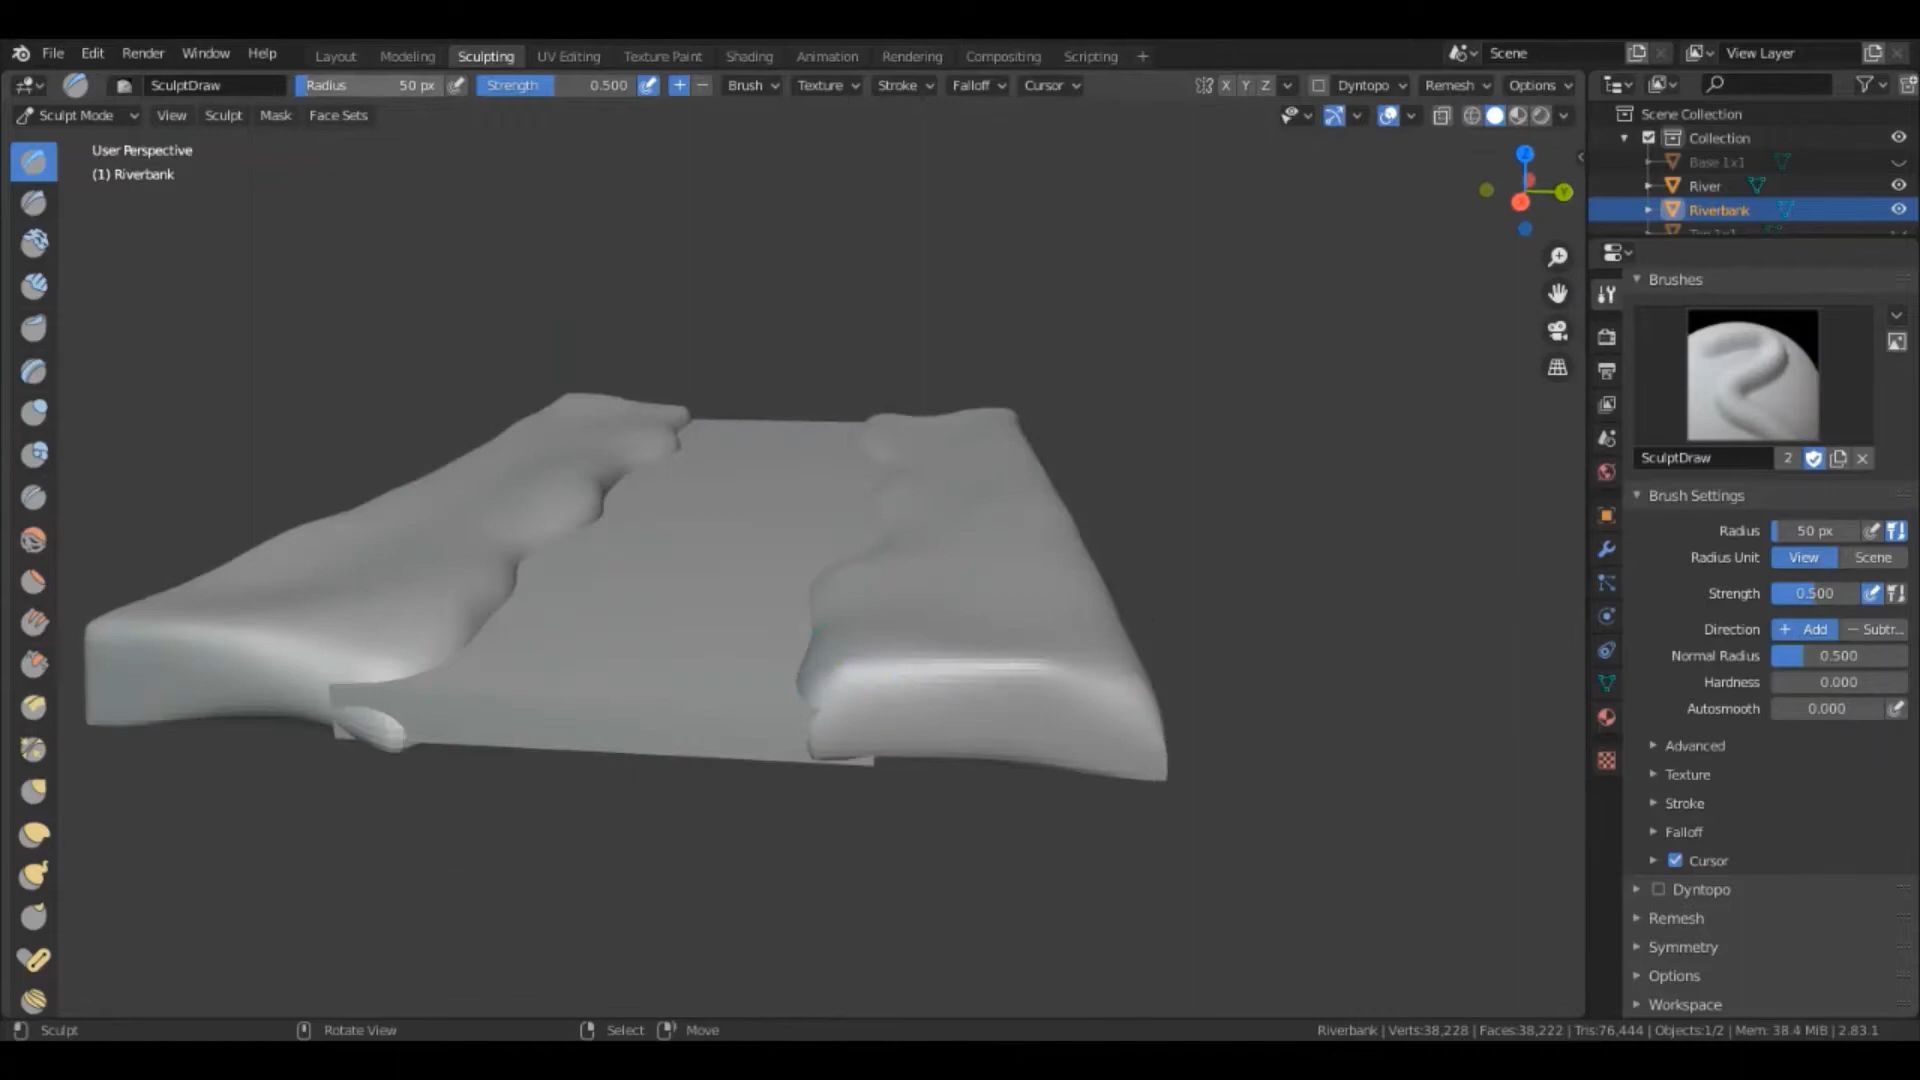 File Edit Render Window Help Layout Modeling Sculpting UV Editing Texture Paint Shading Animation Rendering Compositing Scripting + Scene View Layer
SculptDraw Radius 50 px Strength 0.500 + − Brush Texture Stroke Falloff Cursor X Y Z Dyntopo Remesh Options
Sculpt Mode View Sculpt Mask Face Sets
Scene Collection
Collection
Base 1x1
River
Riverbank
User Perspective
(1) Riverbank
Z
Y
X
Brushes
SculptDraw 2
Brush Settings
Radius 50 px
Radius Unit View Scene
Strength 0.500
Direction + Add − Subtr...
Normal Radius 0.500
Hardness 0.000
Autosmooth 0.000
Advanced
Texture
Stroke
Falloff
Cursor
Dyntopo
Remesh
Symmetry
Options
Workspace
Sculpt Rotate View Select Move Riverbank | Verts:38,228 | Faces:38,222 | Tris:76,444 | Objects:1/2 | Mem: 38.4 MiB | 2.83.1